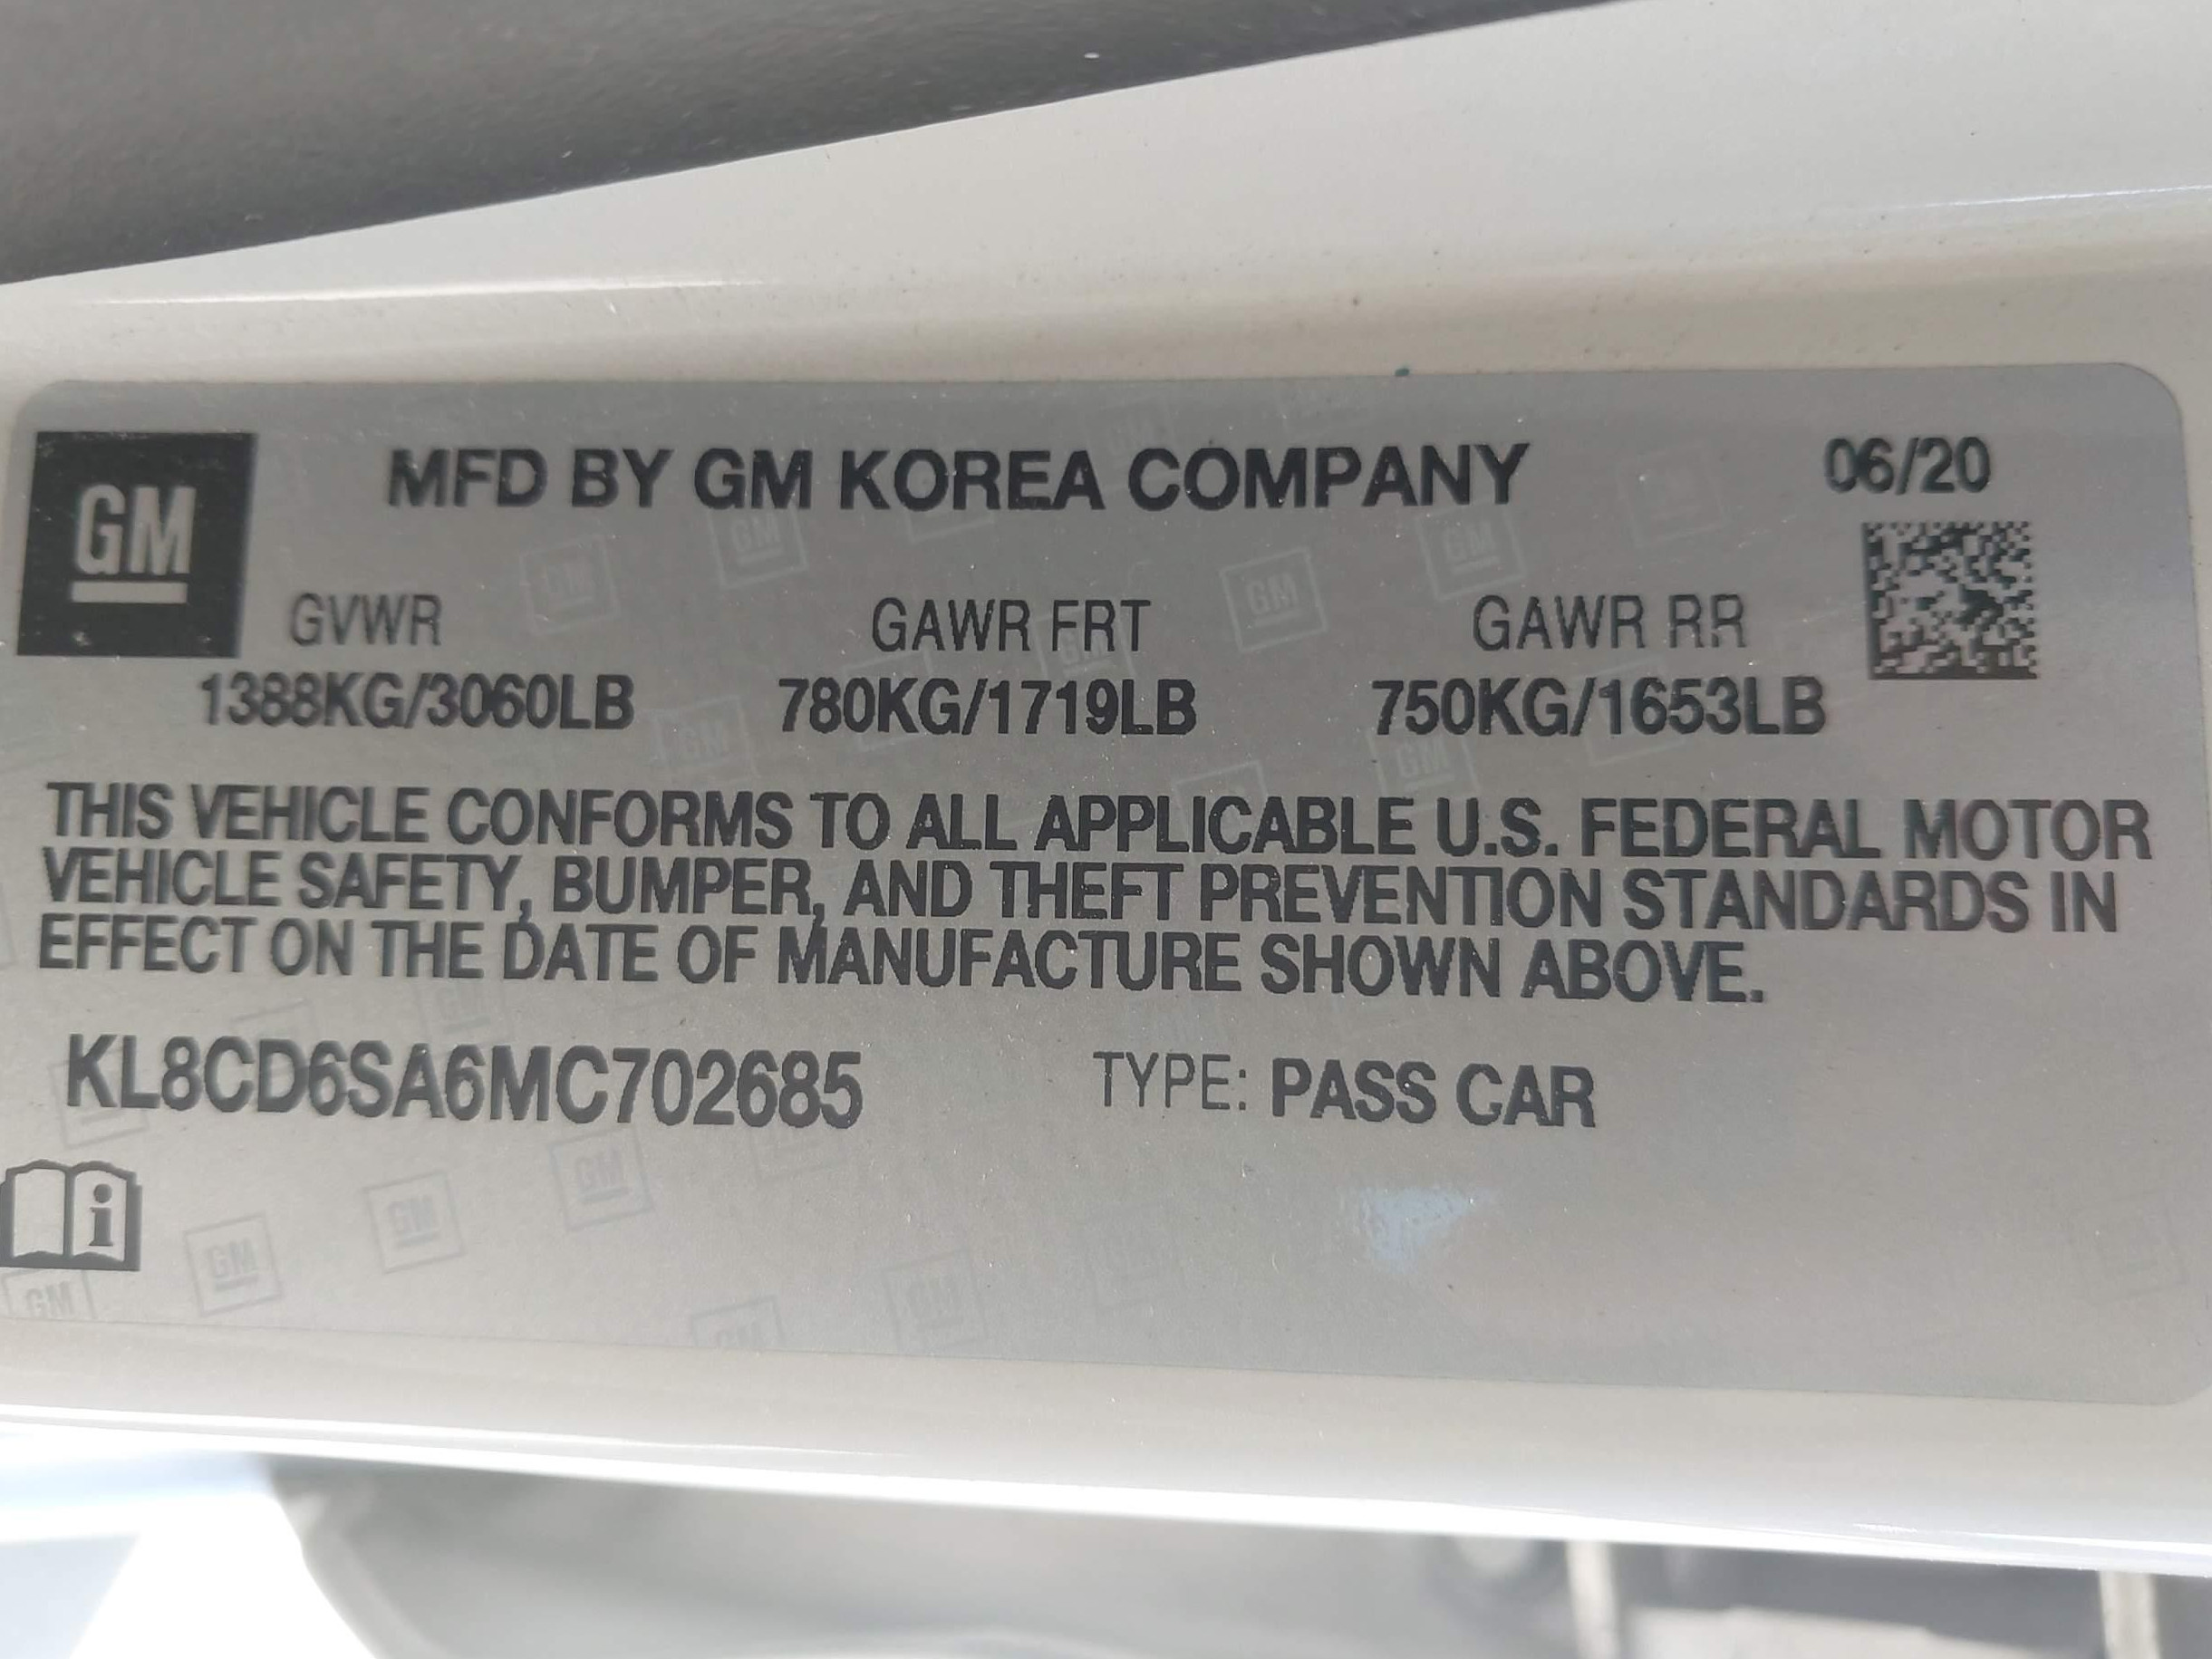 GM
MFD BY GM KOREA COMPANY 06/20
GVWR GAWR FRT GAWR RR
1388KG/3060LB 780KG/1719LB 750KG/1653LB
THIS VEHICLE CONFORMS TO ALL APPLICABLE U.S. FEDERAL MOTOR
VEHICLE SAFETY, BUMPER, AND THEFT PREVENTION STANDARDS IN
EFFECT ON THE DATE OF MANUFACTURE SHOWN ABOVE.
KL8CD6SA6MC702685 TYPE: PASS CAR
i